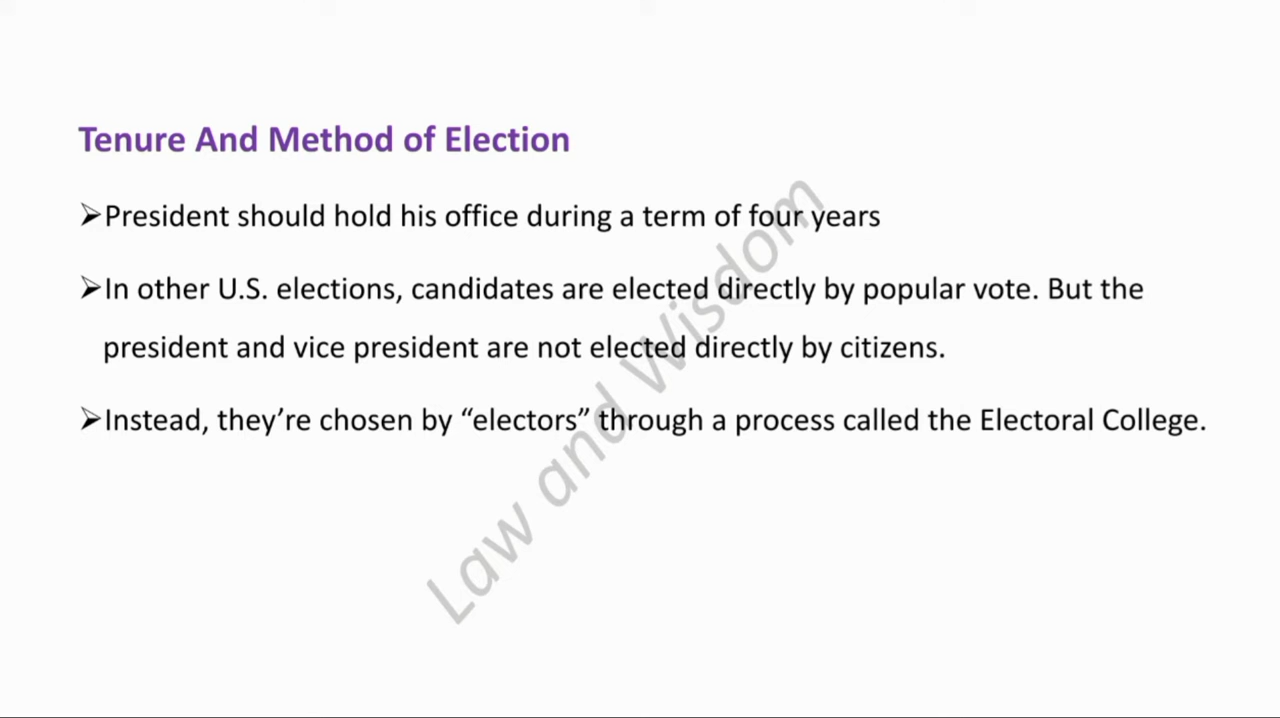 Tenure And Method of Election
➢President should hold his office during a term of four years
➢In other U.S. elections, candidates are elected directly by popular vote. But the
president and vice president are not elected directly by citizens.
➢Instead, they’re chosen by “electors” through a process called the Electoral College.
Law and Wisdom